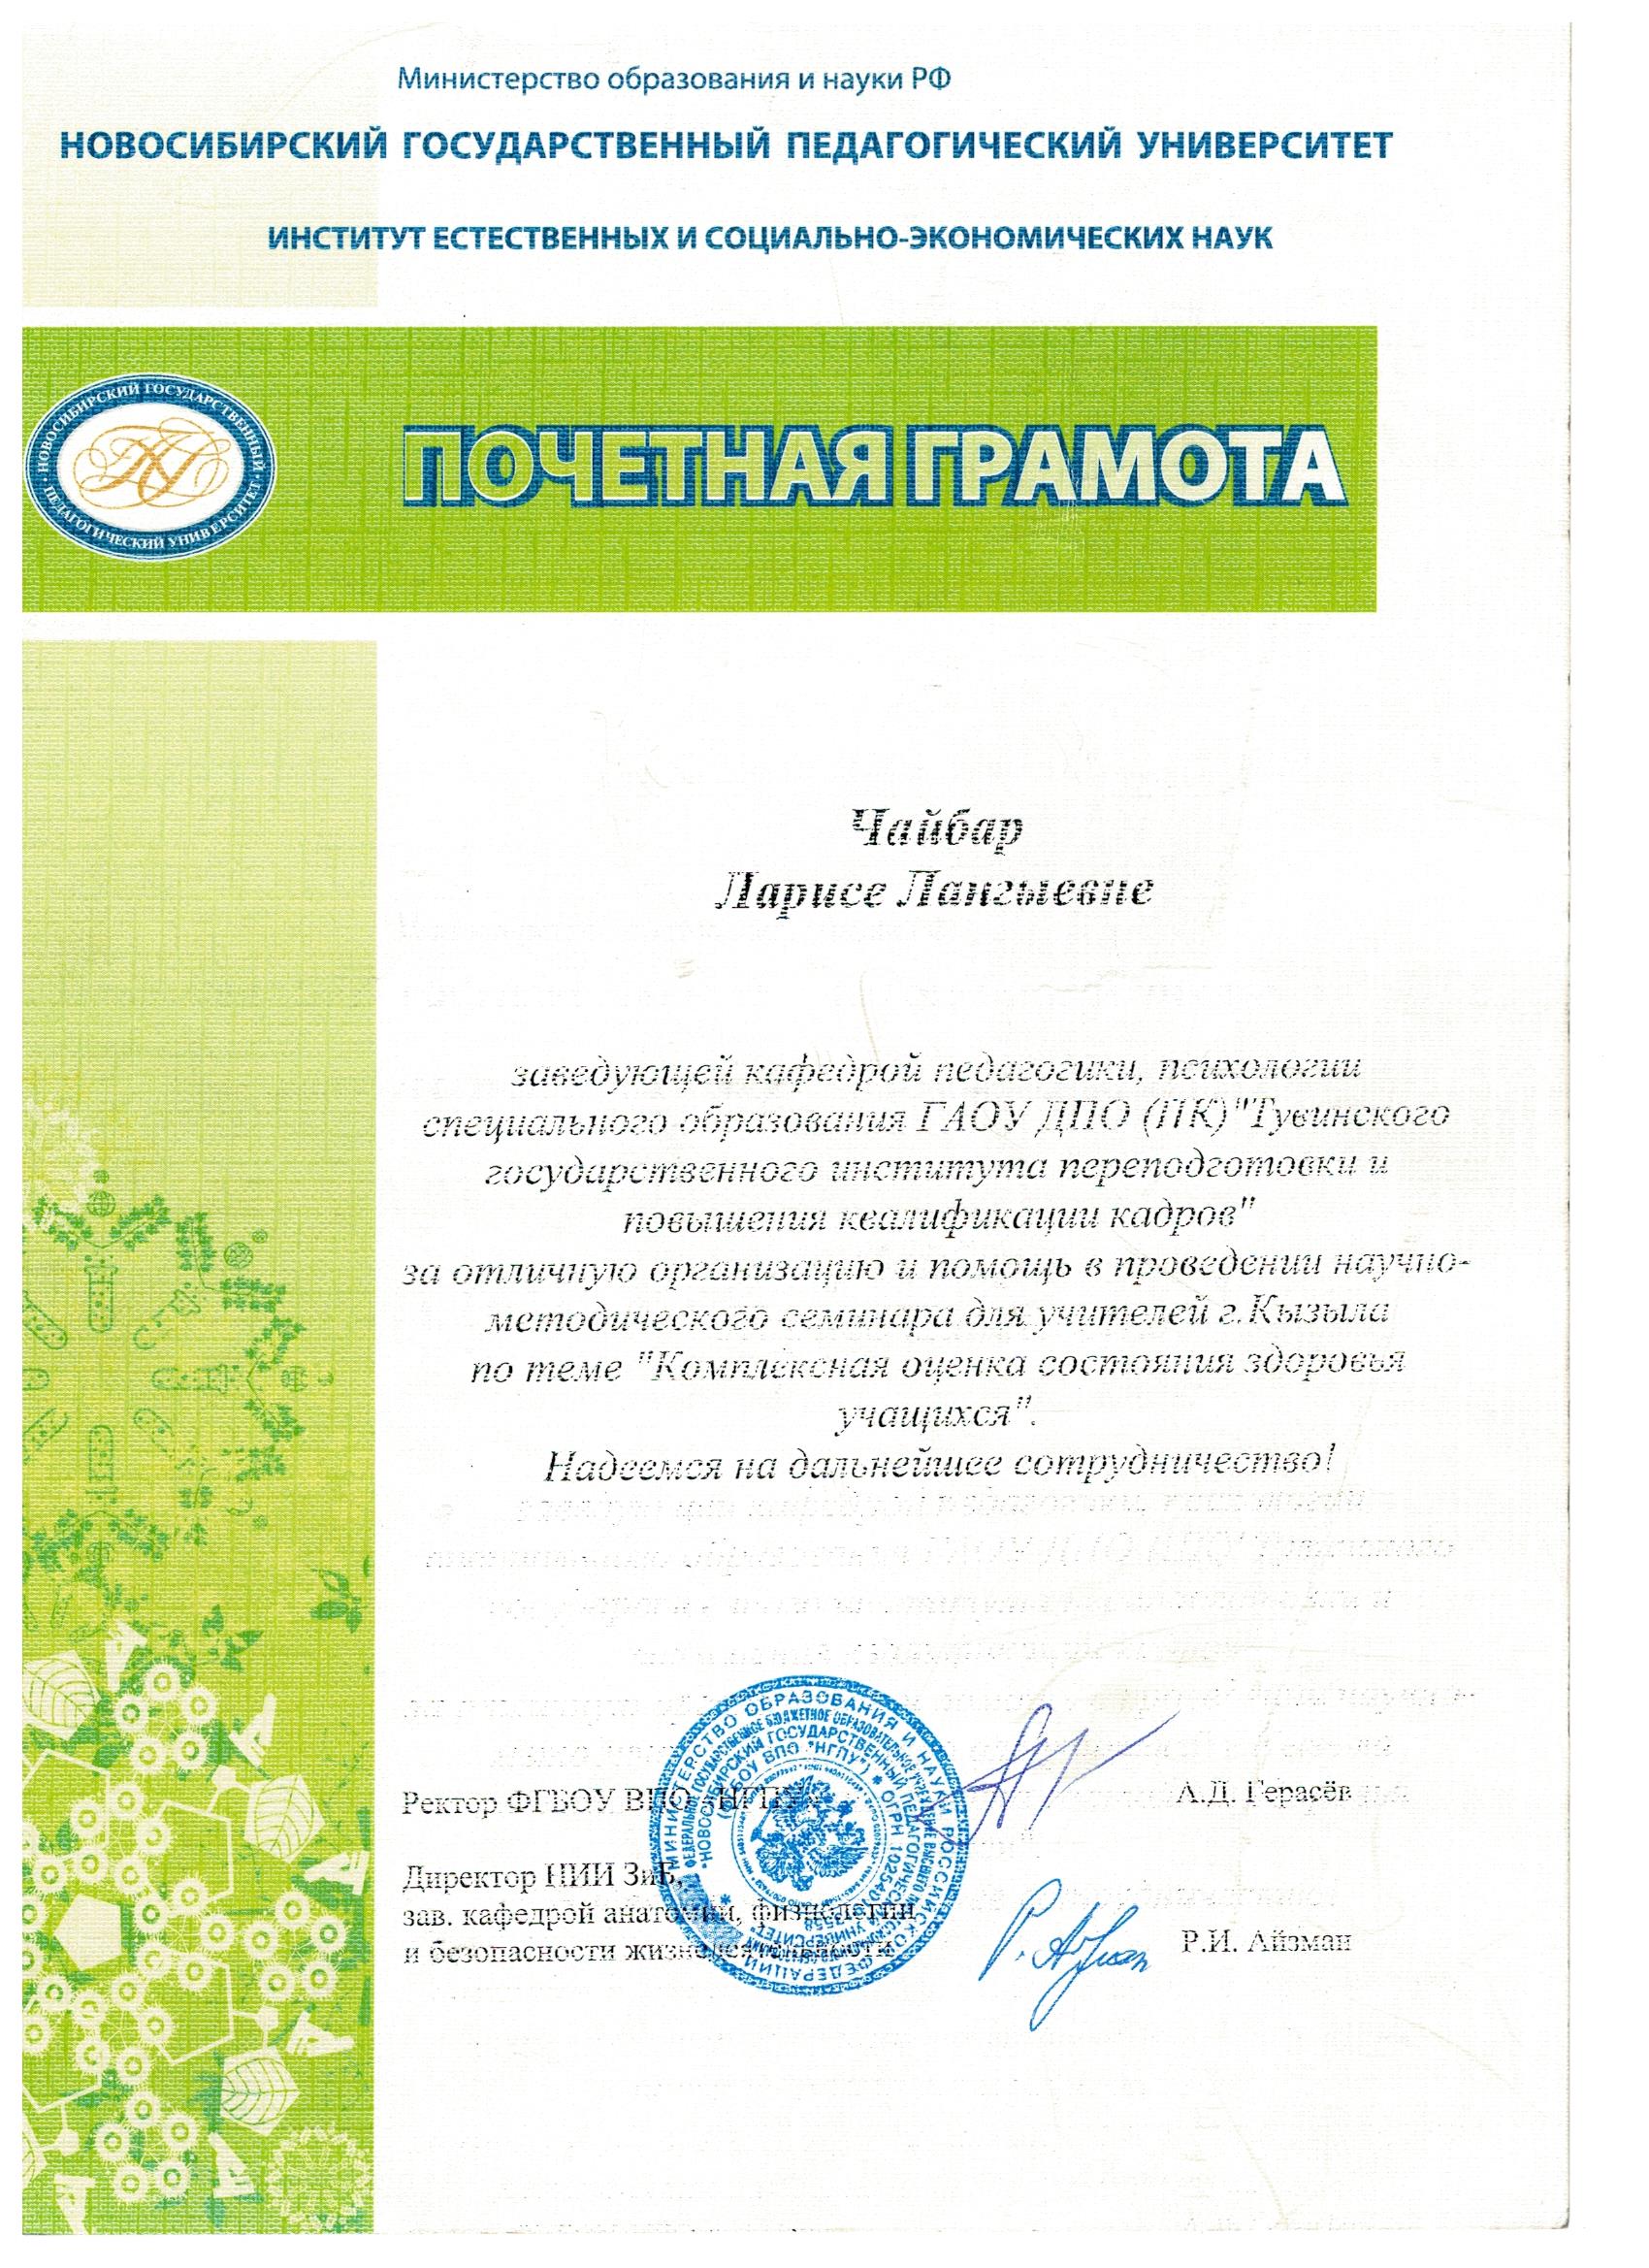 Министерство образования и науки РФ
НОВОСИБИРСКИЙ ГОСУДАРСТВЕННЫЙ ПЕДАГОГИЧЕСКИЙ УНИВЕРСИТЕТ
ИНСТИТУТ ЕСТЕСТВЕННЫХ И СОЦИАЛЬНО-ЭКОНОМИЧЕСКИХ НАУК
НОВОСИБИРСКИЙ ГОСУДАРСТВЕННЫЙ
ПЕДАГОГИЧЕСКИЙ УНИВЕРСИТЕТ
ПОЧЕТНАЯ ГРАМОТА
Чайбар
Ларисе Лангыевне
заведующей кафедрой педагогики, психологии
специального образования ГАОУ ДПО (ПК)"Тувинского
государственного института переподготовки и
повышения квалификации кадров"
за отличную организацию и помощь в проведении научно-
методического семинара для учителей г.Кызыла
по теме "Комплексная оценка состояния здоровья
учащихся".
Надеемся на дальнейшее сотрудничество!
МИНИСТЕРСТВО ОБРАЗОВАНИЯ И НАУКИ РОССИЙСКОЙ ФЕДЕРАЦИИ
"НОВОСИБИРСКИЙ ГОСУДАРСТВЕННЫЙ ПЕДАГОГИЧЕСКИЙ УНИВЕРСИТЕТ"
(ФГБОУ ВПО "НГПУ")
Ректор ФГБОУ ВПО «НГПУ»
А.Д. Герасёв
Директор НИИ ЗиБ,
зав. кафедрой анатомии, физиологии
и безопасности жизнедеятельности
Р. Айзман
Р.И. Айзман